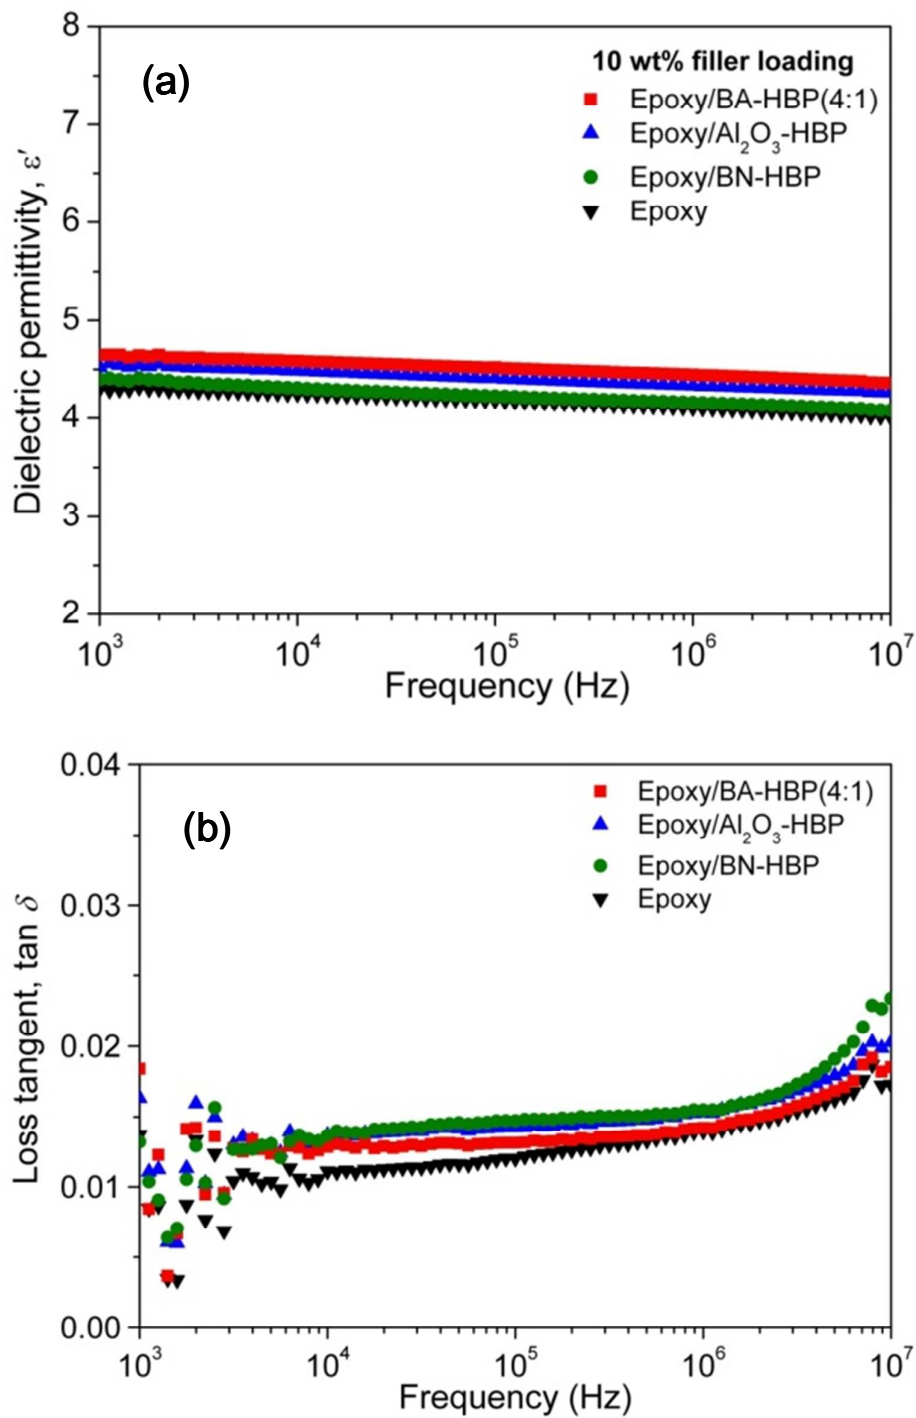 (a)
10 wt% filler loading
Epoxy/BA-HBP(4:1)
Epoxy/Al₂O₃-HBP
Epoxy/BN-HBP
Epoxy
Dielectric permittivity, ε′
8
7
6
5
4
3
2
10³ 10⁴ 10⁵ 10⁶ 10⁷
Frequency (Hz)
(b)
Epoxy/BA-HBP(4:1)
Epoxy/Al₂O₃-HBP
Epoxy/BN-HBP
Epoxy
Loss tangent, tan δ
0.04
0.03
0.02
0.01
0.00
10³ 10⁴ 10⁵ 10⁶ 10⁷
Frequency (Hz)